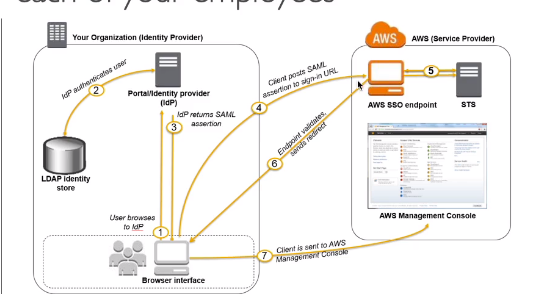 each of your employees
Your Organization (Identity Provider)
AWS
AWS (Service Provider)
IdP authenticates user
2
Portal/Identity provider
(IdP)
3
IdP returns SAML
assertion
LDAP identity
store
User browses
to IdP
1
Browser interface
Client posts SAML
assertion to sign-in URL
4
AWS SSO endpoint
5
STS
Endpoint validates,
sends redirect
6
AWS Management Console
7
Client is sent to AWS
Management Console